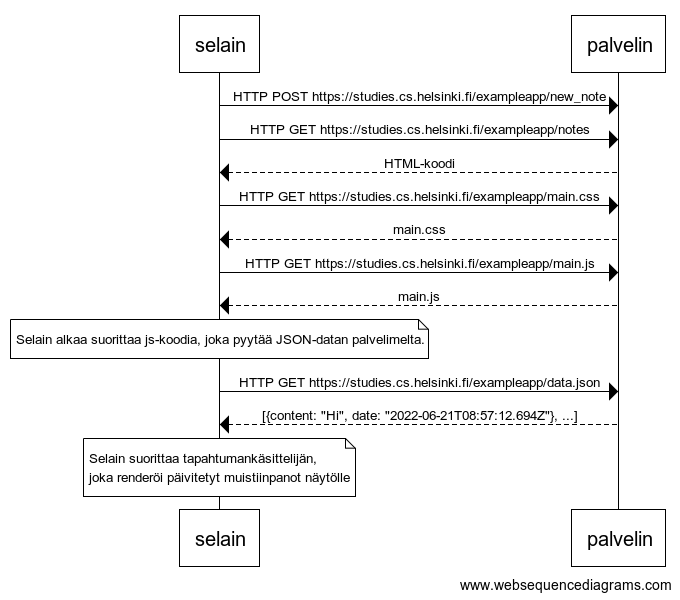 selain
palvelin
HTTP POST https://studies.cs.helsinki.fi/exampleapp/new_note
HTTP GET https://studies.cs.helsinki.fi/exampleapp/notes
HTML-koodi
HTTP GET https://studies.cs.helsinki.fi/exampleapp/main.css
main.css
HTTP GET https://studies.cs.helsinki.fi/exampleapp/main.js
main.js
Selain alkaa suorittaa js-koodia, joka pyytää JSON-datan palvelimelta.
HTTP GET https://studies.cs.helsinki.fi/exampleapp/data.json
[{content: "Hi", date: "2022-06-21T08:57:12.694Z"}, ...]
Selain suorittaa tapahtumankäsittelijän,
joka renderöi päivitetyt muistiinpanot näytölle
selain
palvelin
www.websequencediagrams.com